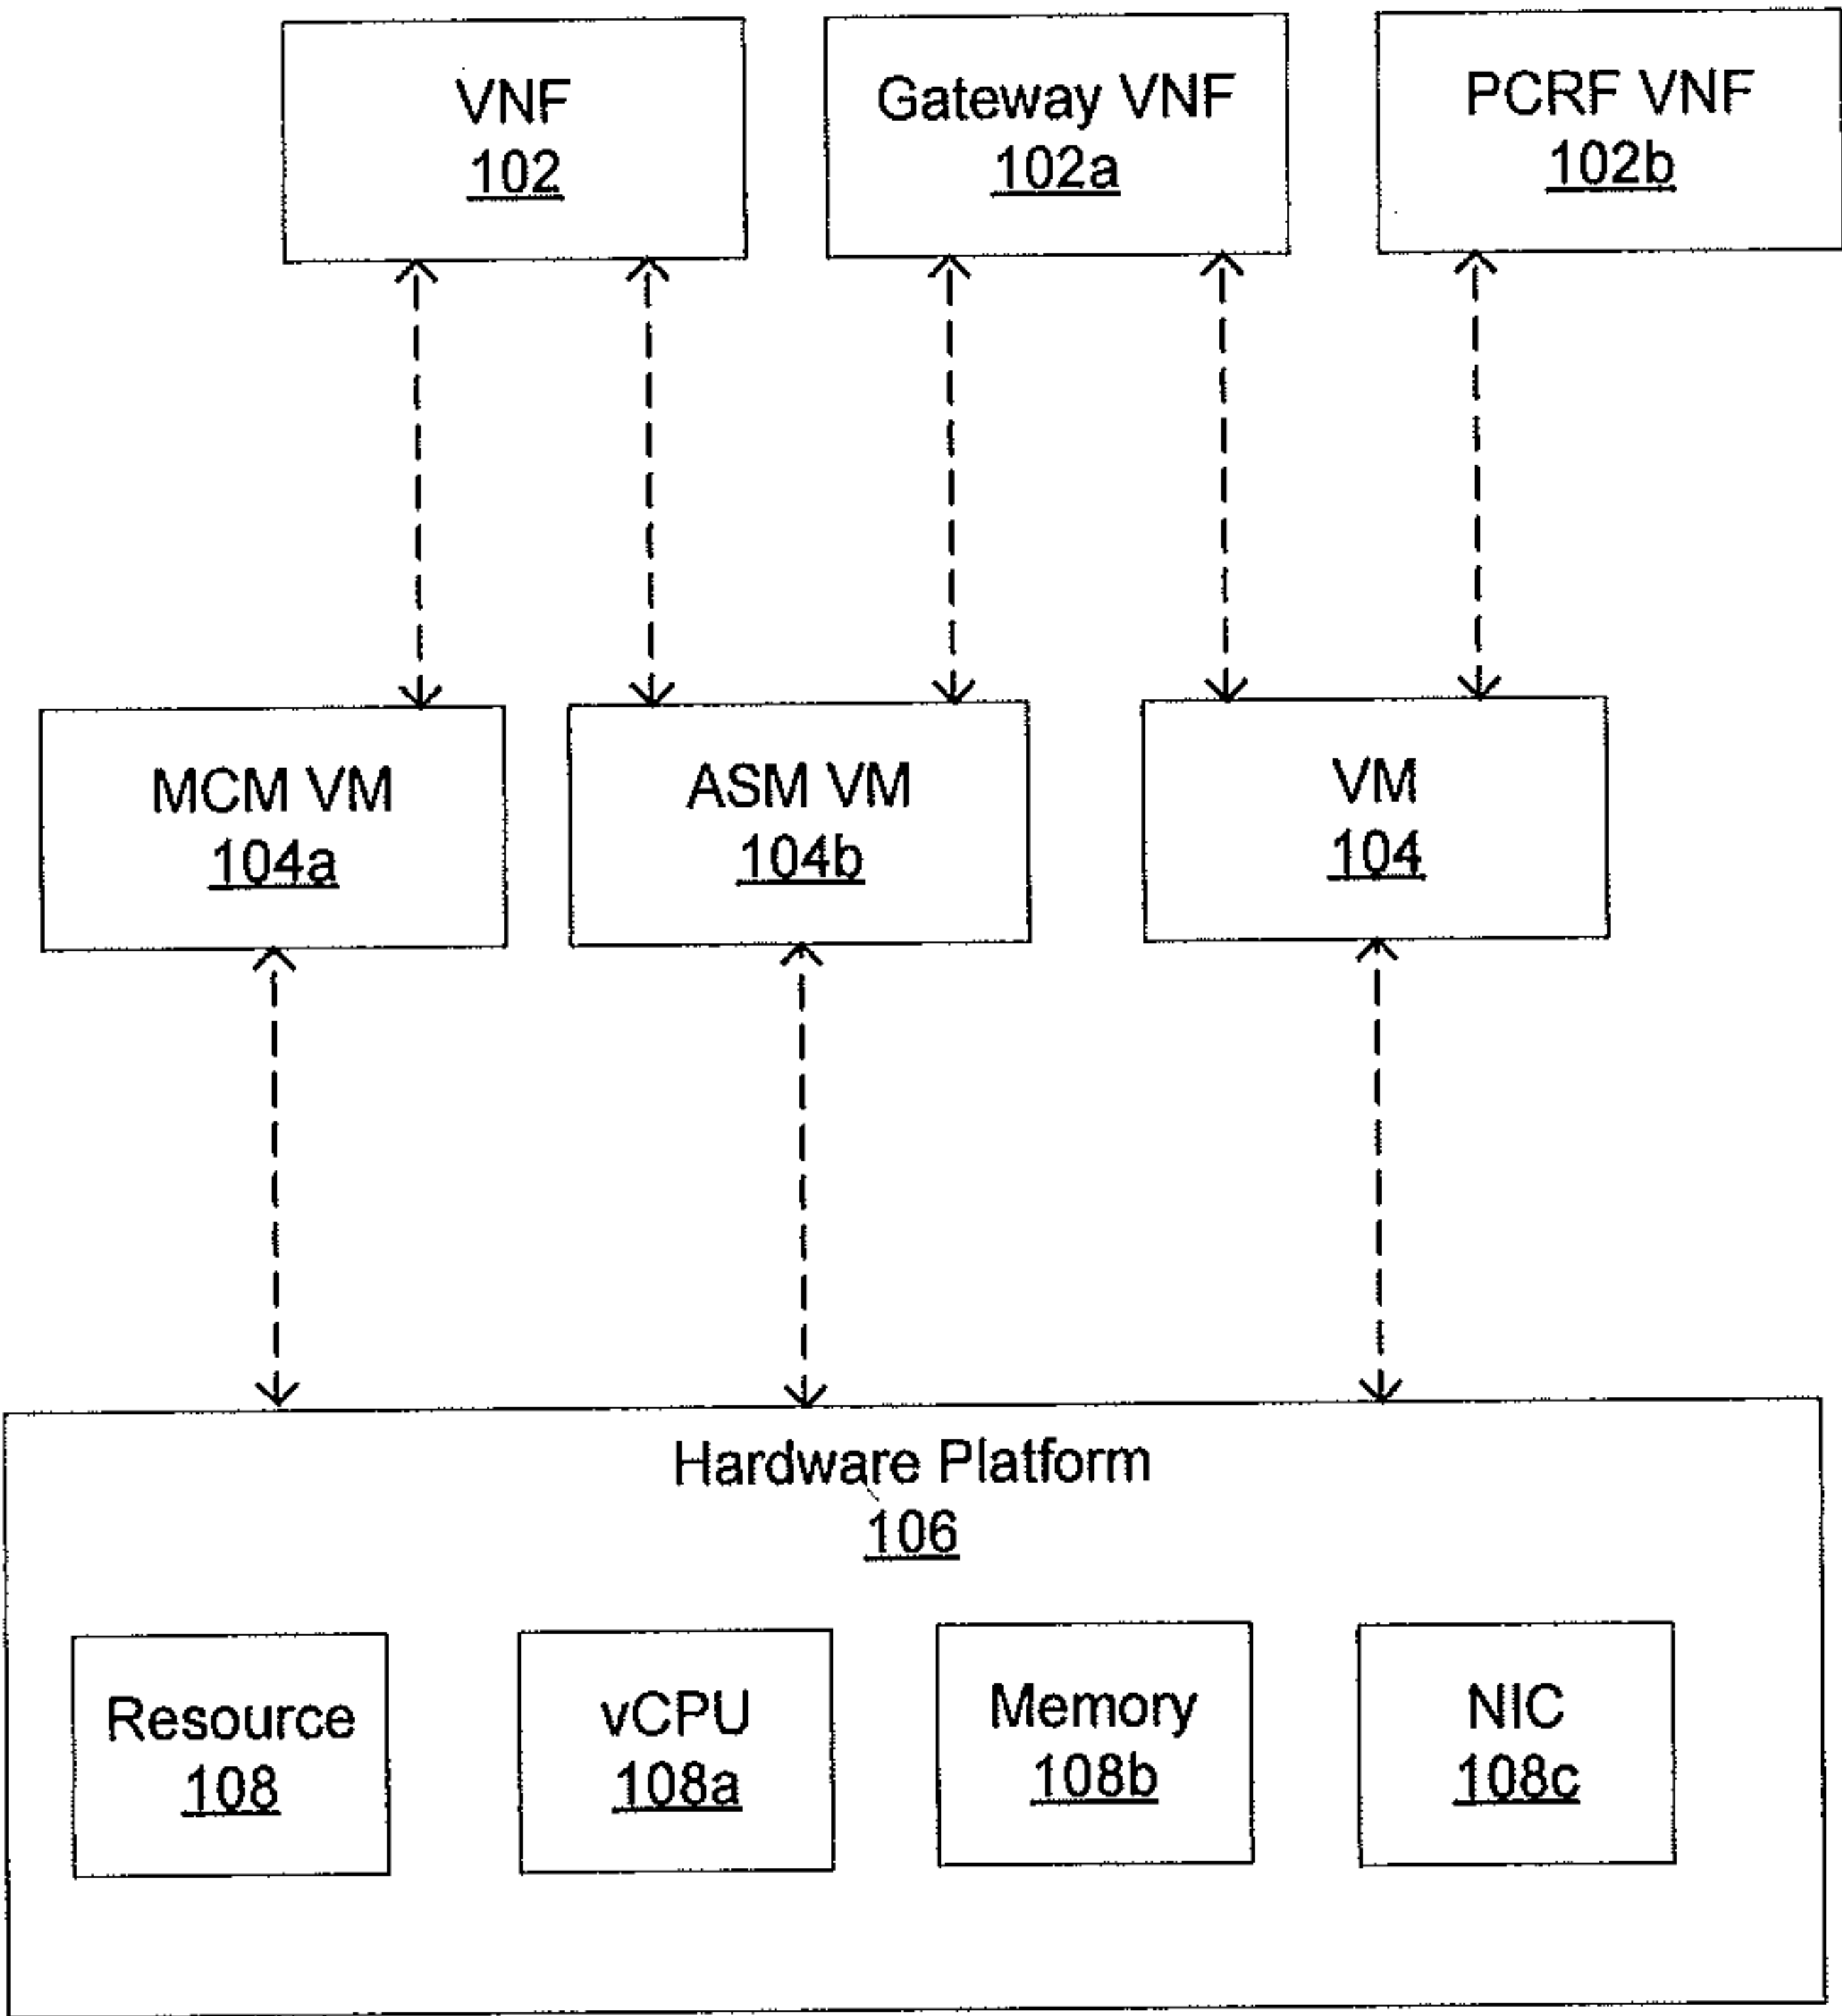 VNF
102
Gateway VNF
102a
PCRF VNF
102b
MCM VM
104a
ASM VM
104b
VM
104
Hardware Platform
106
Resource
108
vCPU
108a
Memory
108b
NIC
108c